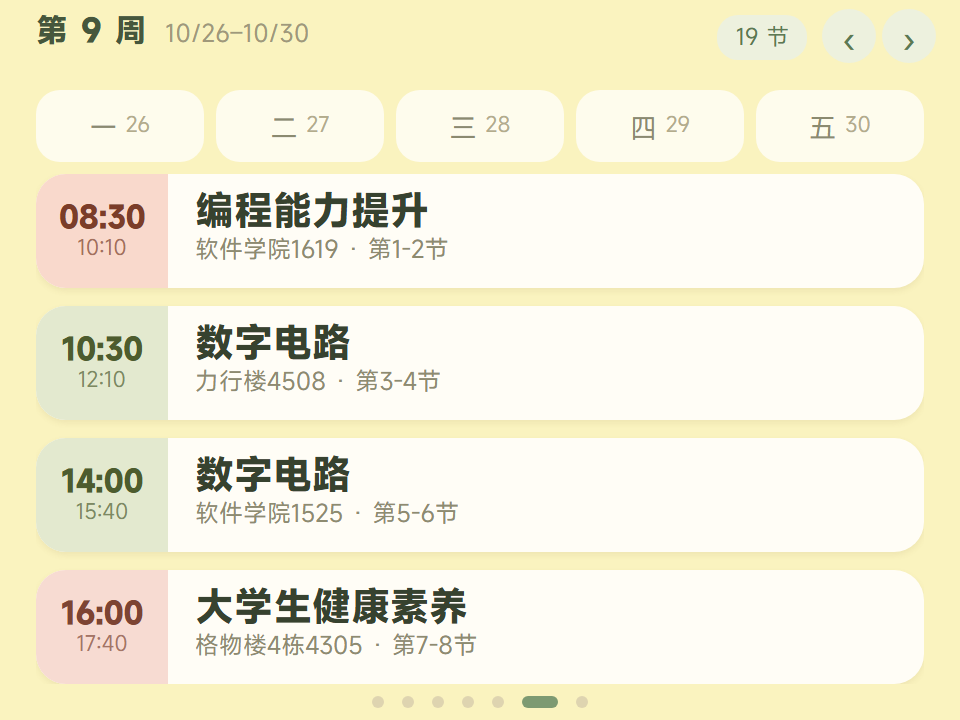 第 9 周 10/26–10/30 19 节 ‹ ›
一 26 二 27 三 28 四 29 五 30
08:30 编程能力提升
10:10 软件学院1619 · 第1-2节
10:30 数字电路
12:10 力行楼4508 · 第3-4节
14:00 数字电路
15:40 软件学院1525 · 第5-6节
16:00 大学生健康素养
17:40 格物楼4栋4305 · 第7-8节